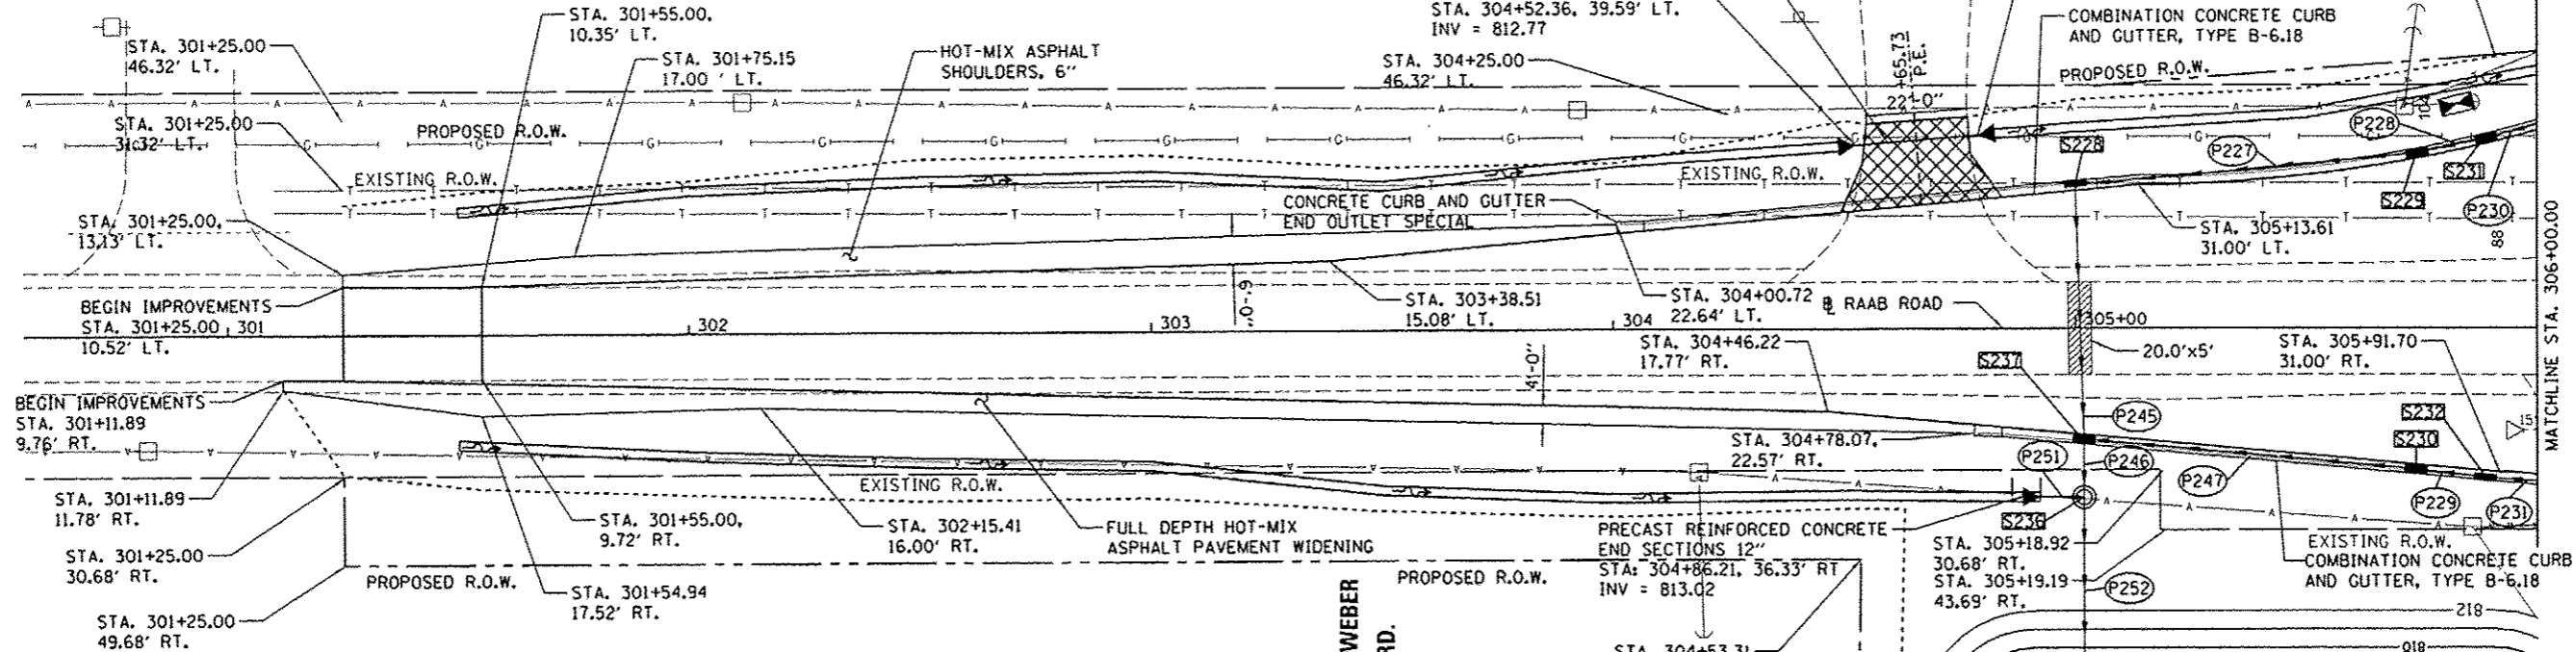 STA. 301+25.00
46.32' LT.
STA. 301+55.00,
10.35' LT.
STA. 301+75.15
17.00 ' LT.
HOT-MIX ASPHALT
SHOULDERS, 6"
STA. 304+52.36, 39.59' LT.
INV = 812.77
STA. 304+25.00
46.32' LT.
+65.73
P.E.
22'-0"
COMBINATION CONCRETE CURB
AND GUTTER, TYPE B-6.18
PROPOSED R.O.W.
STA. 301+25.00
31.32' LT.
PROPOSED R.O.W.
EXISTING R.O.W.
EXISTING R.O.W.
S228
P227
P228
S231
S229
P230
STA. 301+25.00,
13.13' LT.
CONCRETE CURB AND GUTTER
END OUTLET SPECIAL
STA. 305+13.61
31.00' LT.
88
MATCHLINE STA. 306+00.00
BEGIN IMPROVEMENTS
STA. 301+25.00
10.52' LT.
301
302
303
6'-0"
STA. 303+38.51
15.08' LT.
304
STA. 304+00.72
22.64' LT.
RAAB ROAD
305+00
20.0'x5'
STA. 304+46.22
17.77' RT.
S237
STA. 305+91.70
31.00' RT.
41'-0"
BEGIN IMPROVEMENTS
STA. 301+11.89
9.76' RT.
P245
S232
S230
15
STA. 304+78.07,
22.57' RT.
P251
P246
P247
P229
P231
EXISTING R.O.W.
STA. 301+11.89
11.78' RT.
STA. 301+55.00,
9.72' RT.
STA. 302+15.41
16.00' RT.
FULL DEPTH HOT-MIX
ASPHALT PAVEMENT WIDENING
PRECAST REINFORCED CONCRETE
END SECTIONS 12"
STA: 304+86.21, 36.33' RT
INV = 813.02
S236
STA. 305+18.92
30.68' RT.
STA. 305+19.19
43.69' RT.
EXISTING R.O.W.
COMBINATION CONCRETE CURB
AND GUTTER, TYPE B-6.18
STA. 301+25.00
30.68' RT.
PROPOSED R.O.W.
PROPOSED R.O.W.
P252
STA. 301+54.94
17.52' RT.
STA. 301+25.00
49.68' RT.
WEBER
RD.
STA. 304+53.31
812
810